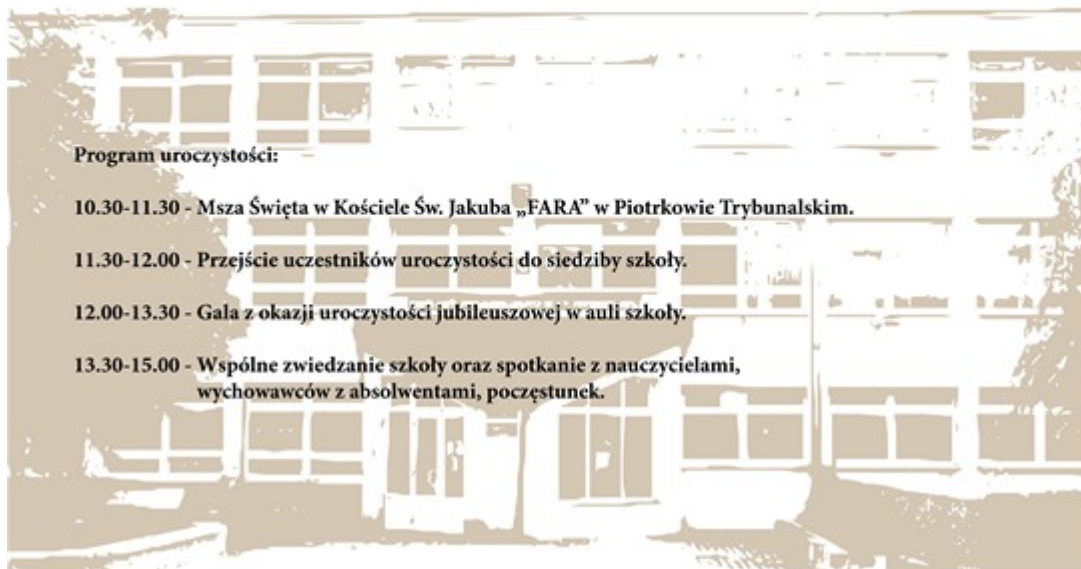 Program uroczystości:
10.30-11.30 - Msza Święta w Kościele Św. Jakuba „FARA” w Piotrkowie Trybunalskim.
11.30-12.00 - Przejście uczestników uroczystości do siedziby szkoły.
12.00-13.30 - Gala z okazji uroczystości jubileuszowej w auli szkoły.
13.30-15.00 - Wspólne zwiedzanie szkoły oraz spotkanie z nauczycielami,
wychowawców z absolwentami, poczęstunek.